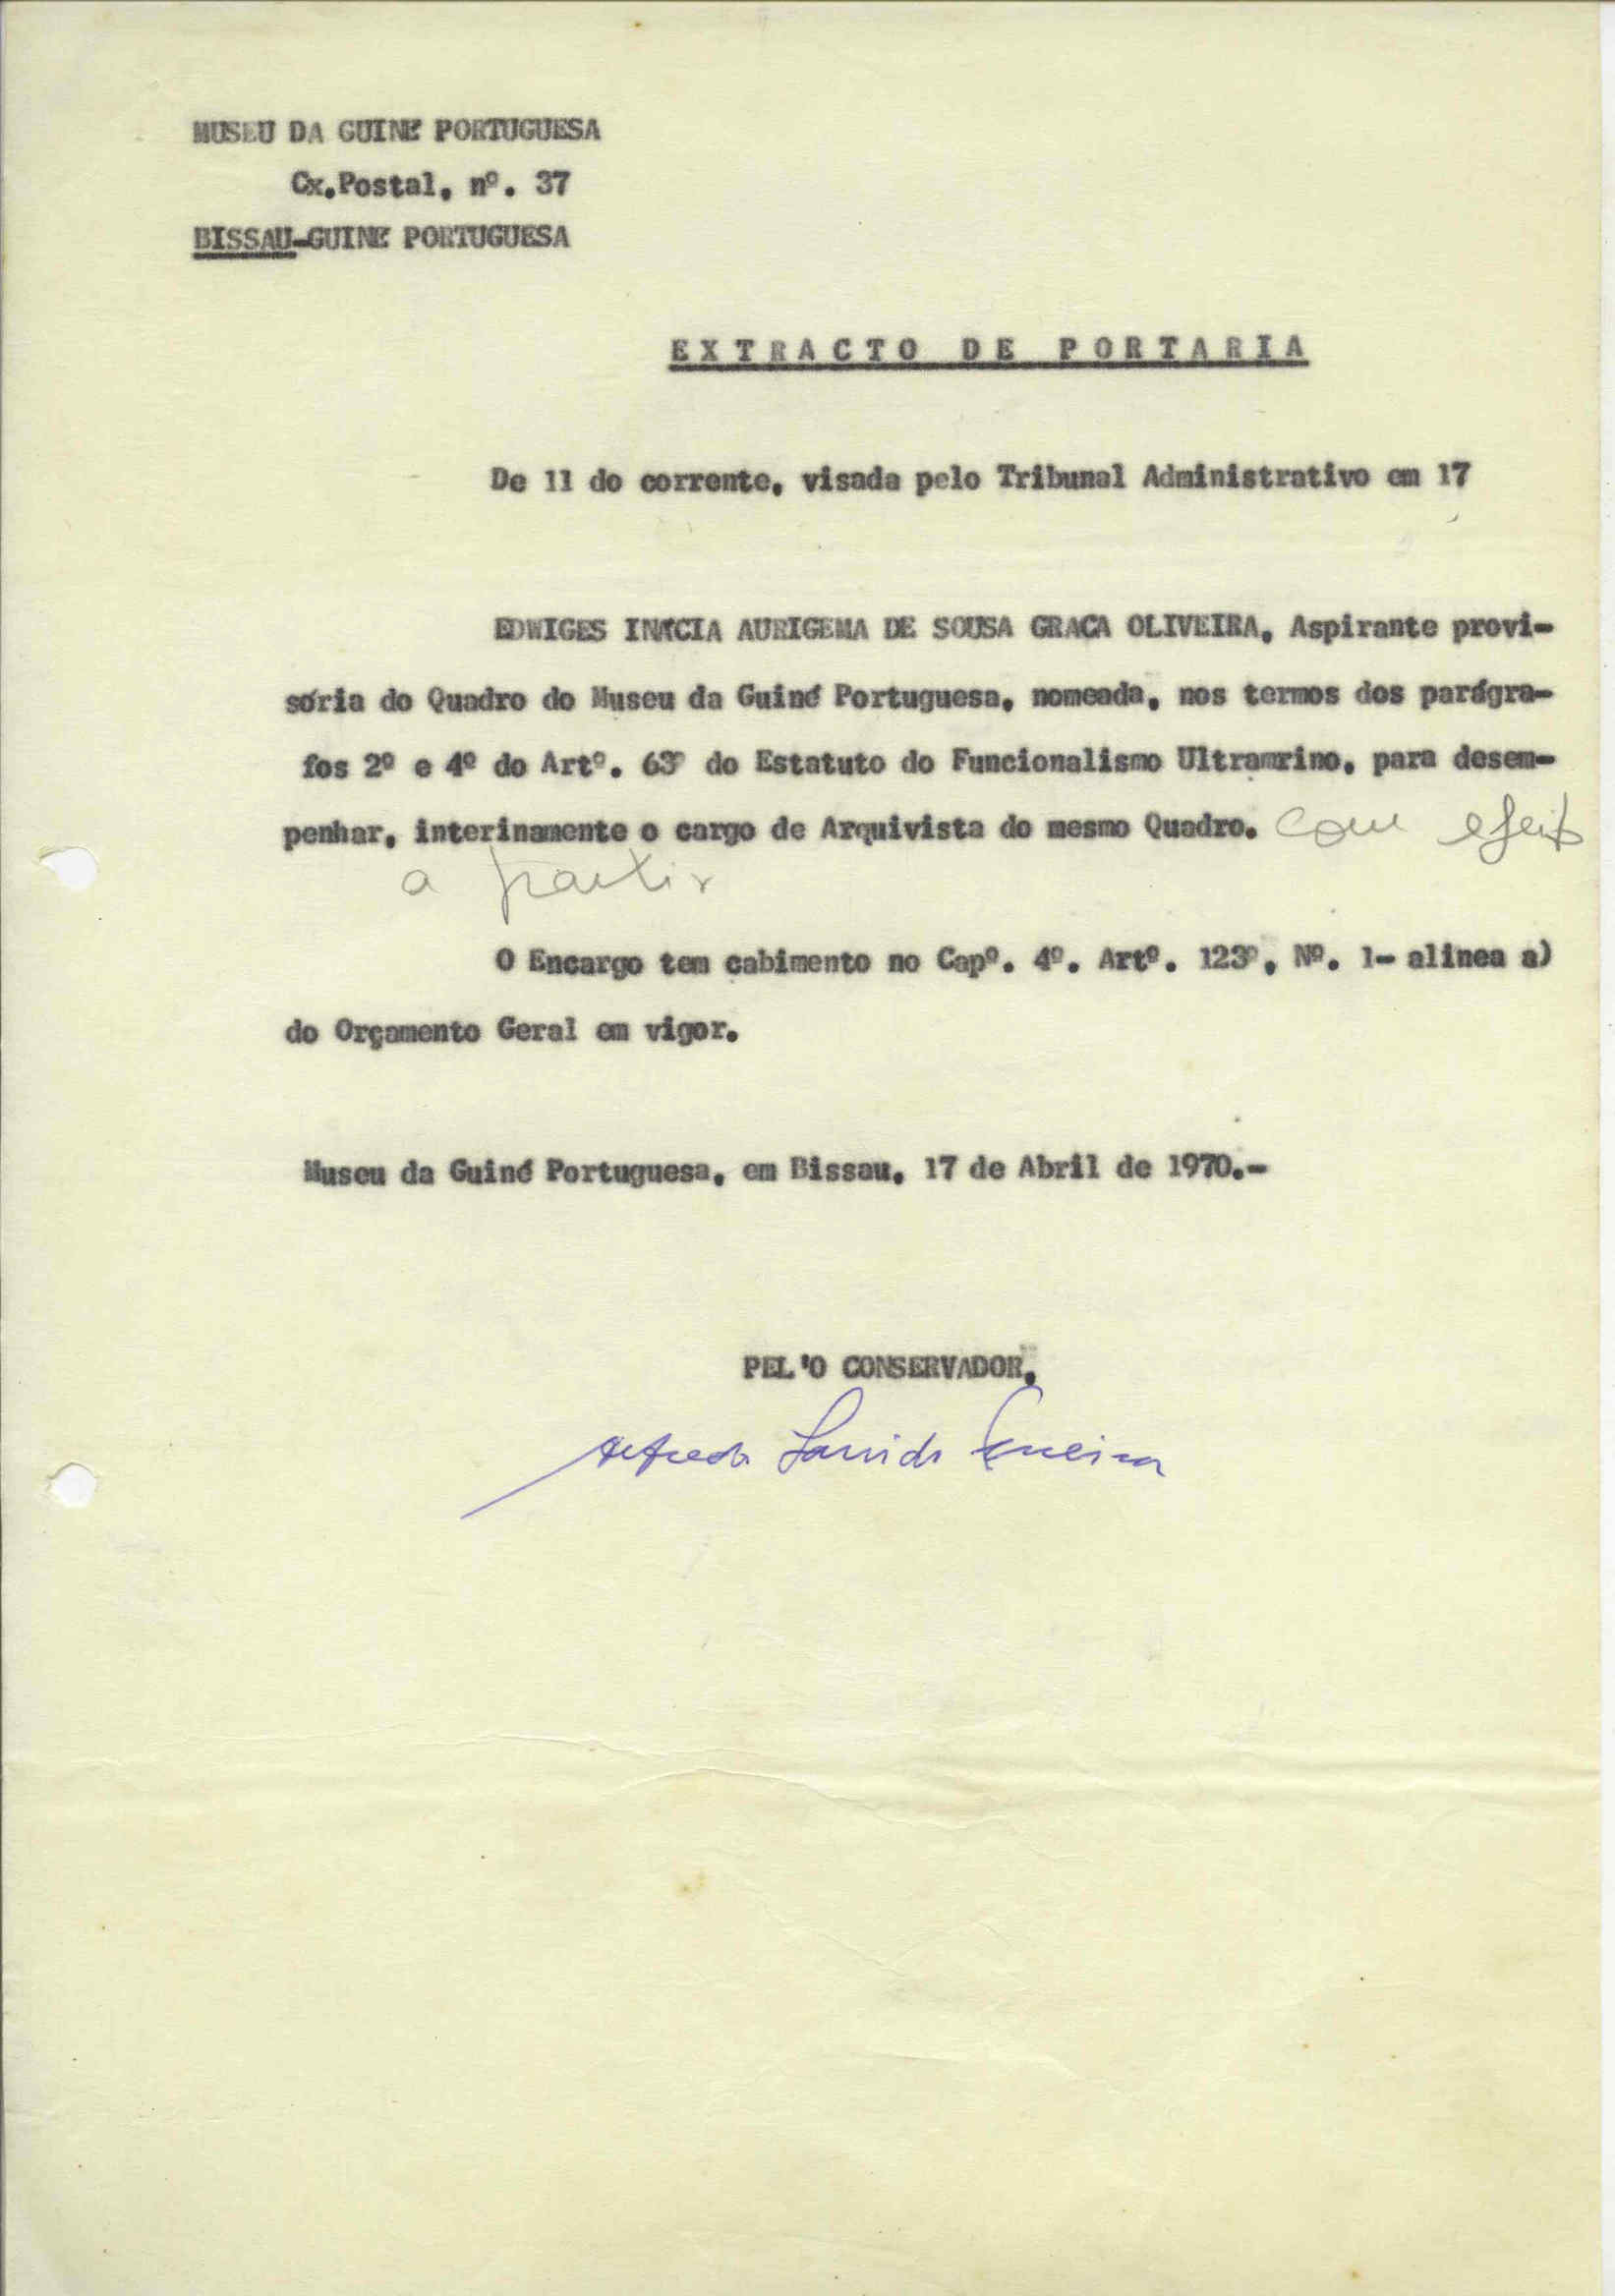 MUSEU DA GUINÉ PORTUGUESA
Cx.Postal, nº. 37
BISSAU-GUINÉ PORTUGUESA
EXTRACTO DE PORTARIA
De 11 do corrente, visada pelo Tribunal Administrativo em 17
EDWIGES INÁCIA AURIGEMA DE SOUSA GRACA OLIVEIRA, Aspirante provi-
sória do Quadro do Museu da Guiné Portuguesa, nomeada, nos termos dos parágra-
fos 2º e 4º do Artº. 63º do Estatuto do Funcionalismo Ultramrino, para desem-
penhar, interinamente o cargo de Arquivista do mesmo Quadro. com efeito
a partir
O Encargo tem cabimento no Capº. 4º. Artº. 123º, Nº. 1- alinea a)
do Orçamento Geral em vigor.
Museu da Guiné Portuguesa, em Bissau, 17 de Abril de 1970.-
PEL'O CONSERVADOR,
Alfredo